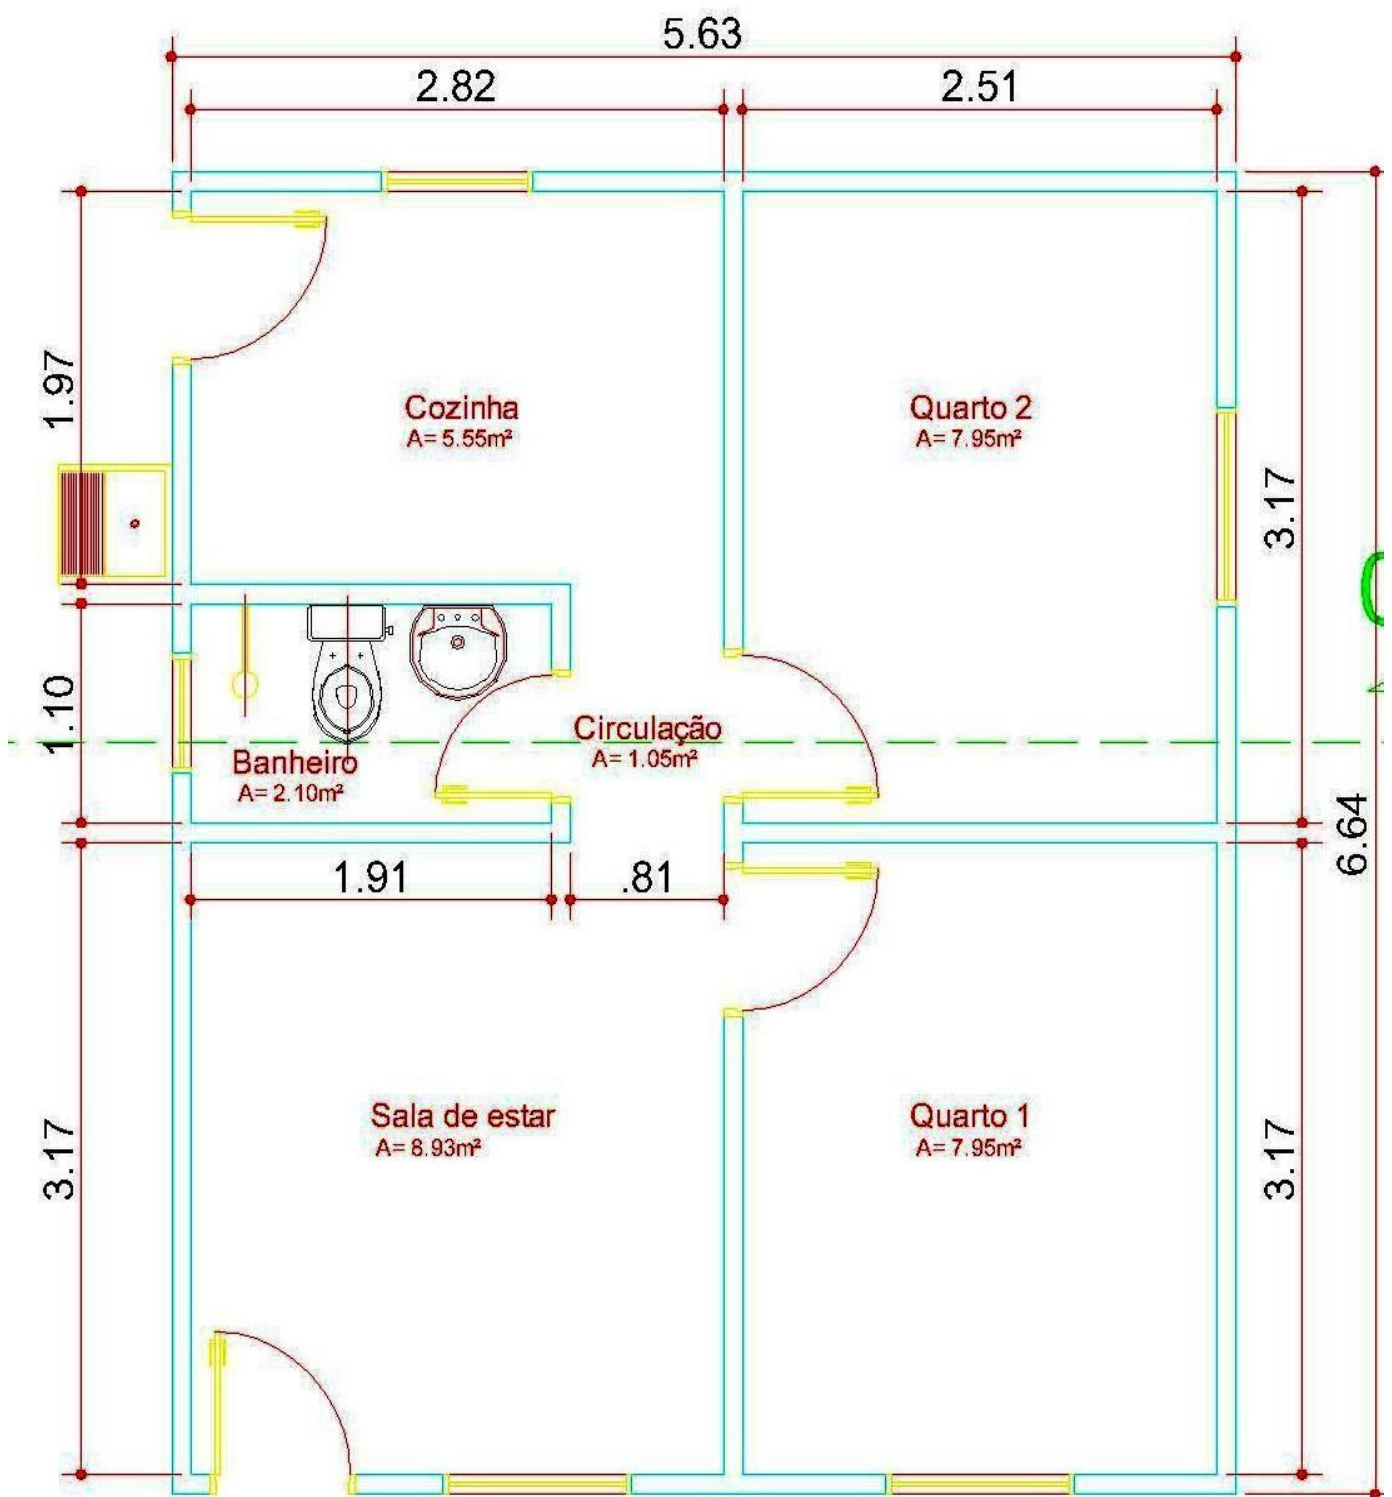 5.63
2.82
2.51
1.97
Cozinha
A= 5.55m²
Quarto 2
A= 7.95m²
3.17
1.10
Circulação
A= 1.05m²
Banheiro
A= 2.10m²
6.64
1.91
.81
3.17
Sala de estar
A= 8.93m²
Quarto 1
A= 7.95m²
3.17